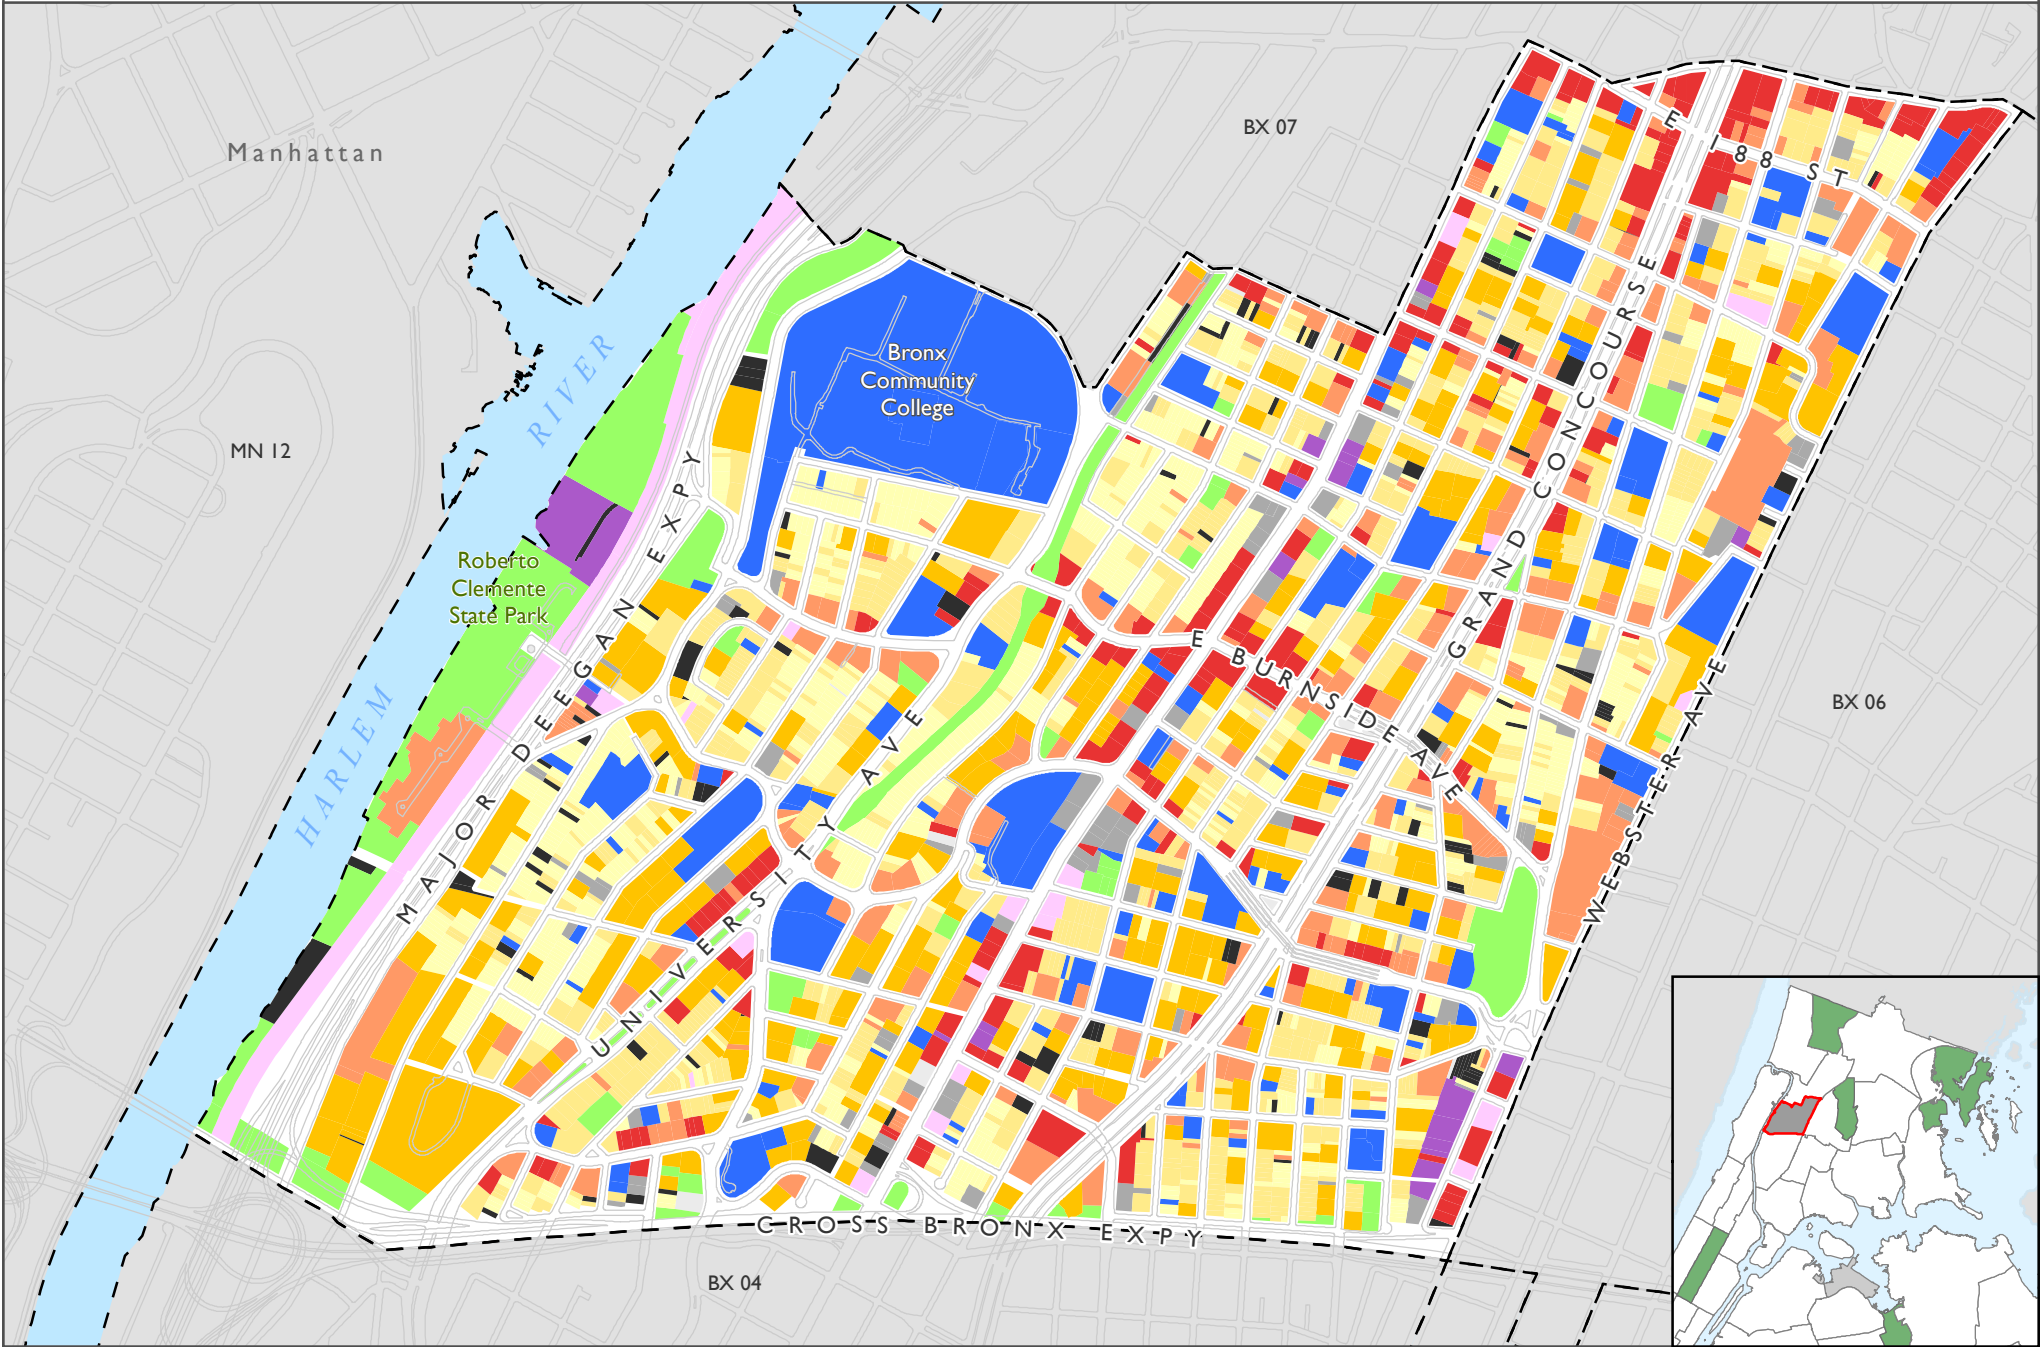 Manhattan
BX 07
E 188 ST
Bronx
Community
College
MN 12
HARLEM RIVER
Roberto
Clemente
State Park
MAJOR DEEGAN EXPY
GRAND CONCOURSE
E BURNSIDE AVE
UNIVERSITY AVE
WEBSTER AVE
BX 06
CROSS BRONX EXPY
BX 04